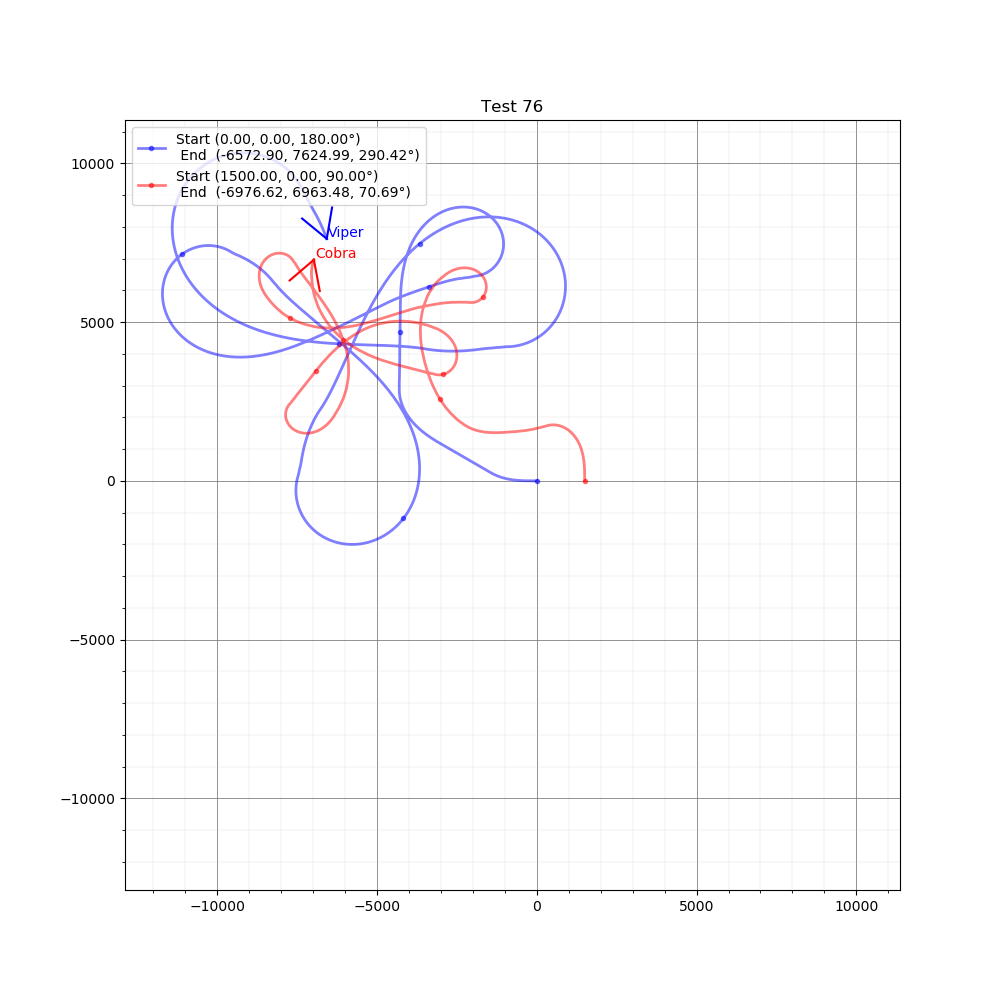 Test 76
Start (0.00, 0.00, 180.00°)
End  (-6572.90, 7624.99, 290.42°)
Start (1500.00, 0.00, 90.00°)
End  (-6976.62, 6963.48, 70.69°)
Viper
Cobra
10000
5000
0
−5000
−10000
−10000
−5000
0
5000
10000